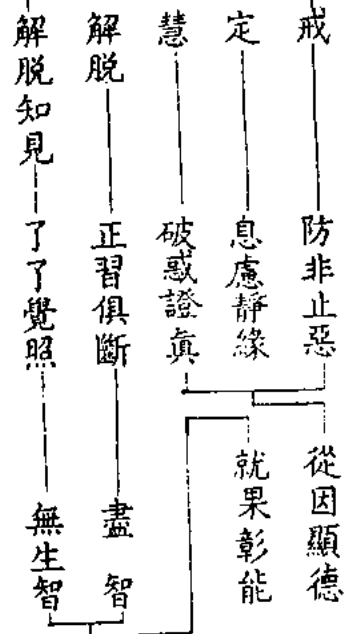 戒
防非止惡
從因顯德
定
息慮靜緣
就果彰能
慧
破惑證眞
解脫
正習俱斷
盡智
解脫知見
了了覺照
無生智